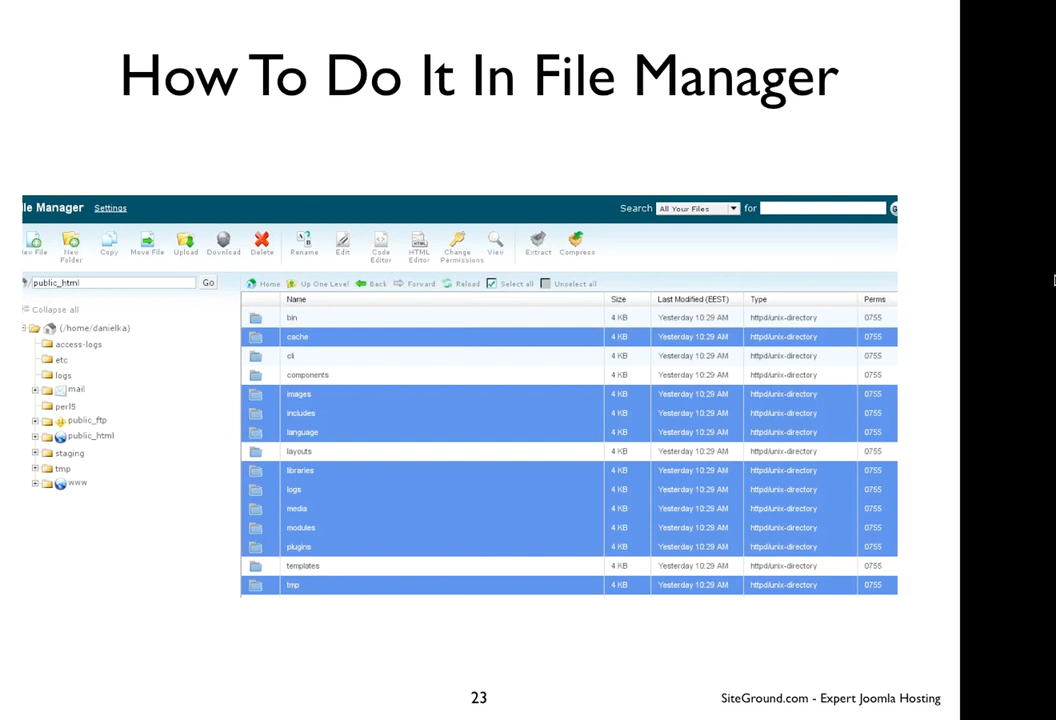 How To Do It In File Manager
le Manager Settings Search All Your Files for
New Folder Copy Move File Upload Download Delete Rename Edit Code Editor HTML Editor Change Permissions View Extract Compress
/public_html Go Home Up One Level Back Forward Reload Select all Unselect all
Collapse all Name Size Last Modified (EEST) Type Perms
(/home/danielka)
access-logs
etc
logs
mail
perl5
public_ftp
public_html
staging
tmp
www
bin 4 KB Yesterday 10:29 AM httpd/unix-directory 0755
cache 4 KB Yesterday 10:29 AM httpd/unix-directory 0755
cli 4 KB Yesterday 10:29 AM httpd/unix-directory 0755
components 4 KB Yesterday 10:29 AM httpd/unix-directory 0755
images 4 KB Yesterday 10:29 AM httpd/unix-directory 0755
includes 4 KB Yesterday 10:29 AM httpd/unix-directory 0755
language 4 KB Yesterday 10:29 AM httpd/unix-directory 0755
layouts 4 KB Yesterday 10:29 AM httpd/unix-directory 0755
libraries 4 KB Yesterday 10:29 AM httpd/unix-directory 0755
logs 4 KB Yesterday 10:29 AM httpd/unix-directory 0755
media 4 KB Yesterday 10:29 AM httpd/unix-directory 0755
modules 4 KB Yesterday 10:29 AM httpd/unix-directory 0755
plugins 4 KB Yesterday 10:29 AM httpd/unix-directory 0755
templates 4 KB Yesterday 10:29 AM httpd/unix-directory 0755
tmp 4 KB Yesterday 10:29 AM httpd/unix-directory 0755
23 SiteGround.com - Expert Joomla Hosting